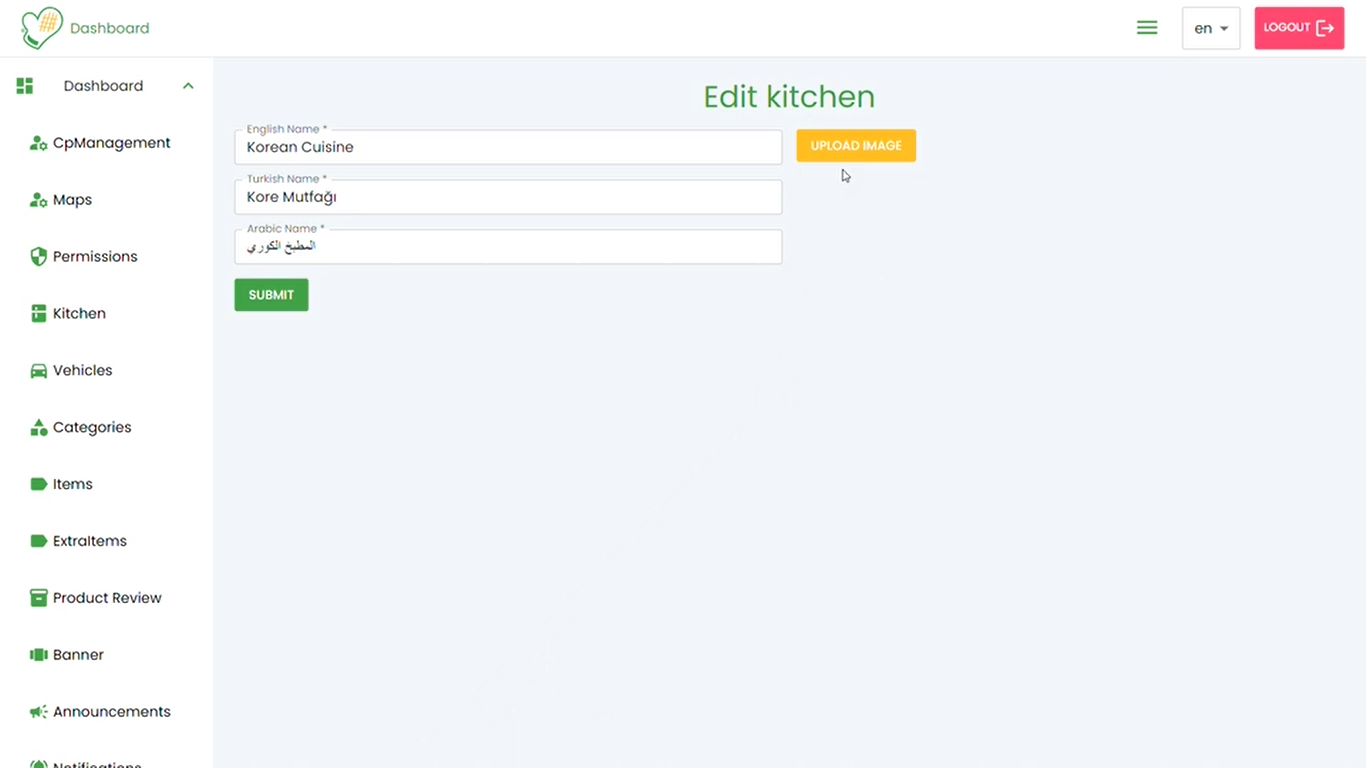 Dashboard
en
LOGOUT
Dashboard
CpManagement
Maps
Permissions
Kitchen
Vehicles
Categories
Items
ExtraItems
Product Review
Banner
Announcements
Notifications
Edit kitchen
English Name *
Korean Cuisine
UPLOAD IMAGE
Turkish Name *
Kore Mutfağı
Arabic Name *
المطبخ الكوري
SUBMIT